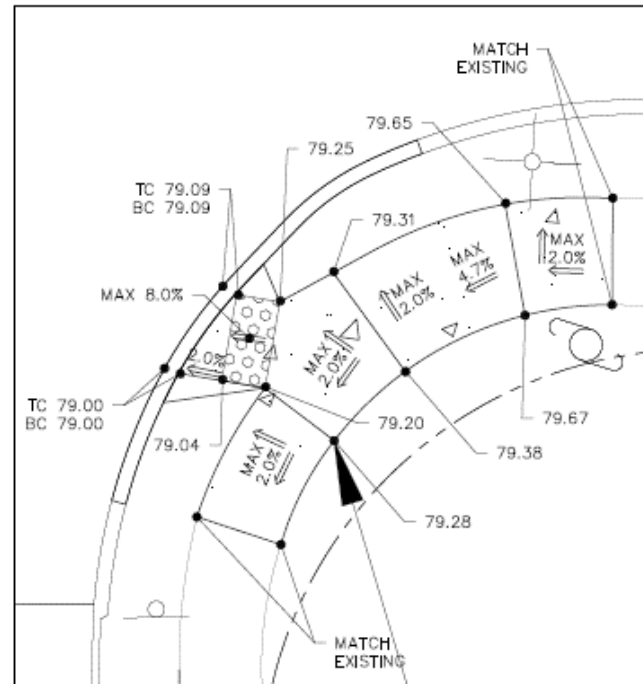 MATCH
EXISTING
79.65
79.25
TC 79.09
BC 79.09
79.31
MAX
2.0%
MAX
4.7%
MAX
2.0%
MAX 8.0%
2.0%
MAX
2.0%
TC 79.00
BC 79.00
79.04
79.20
79.38
79.67
MAX
2.0%
79.28
MATCH
EXISTING